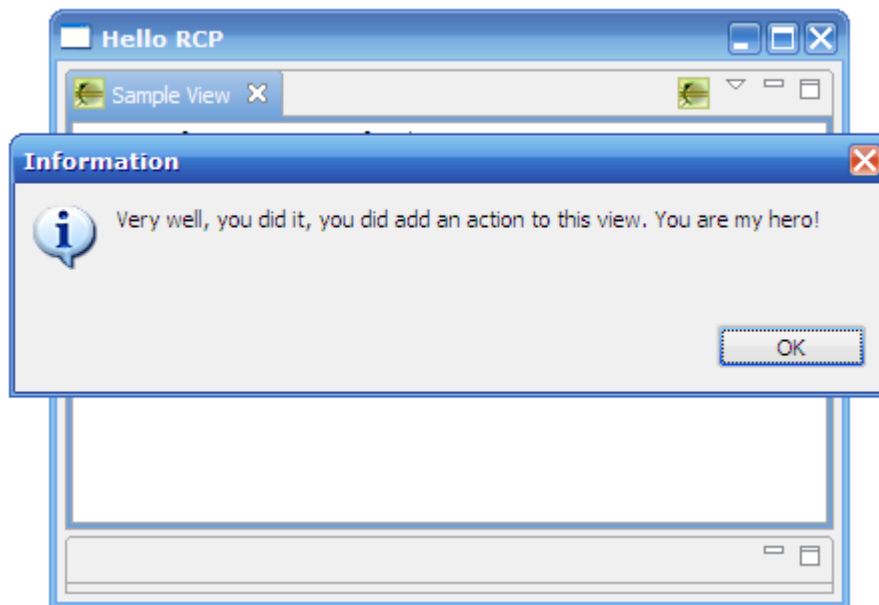 Hello RCP
Sample View
Information
Very well, you did it, you did add an action to this view. You are my hero!
OK